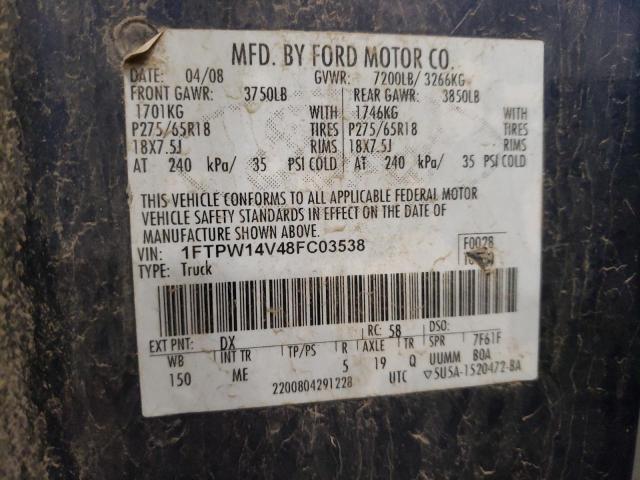 MFD. BY FORD MOTOR CO.
DATE: 04/08 GVWR: 7200LB/ 3266KG
FRONT GAWR: 3750LB REAR GAWR: 3850LB
1701KG WITH 1746KG WITH
P275/65R18 TIRES P275/65R18 TIRES
18X7.5J RIMS 18X7.5J RIMS
AT 240 kPa/ 35 PSI COLD AT 240 kPa/ 35 PSI COLD
THIS VEHICLE CONFORMS TO ALL APPLICABLE FEDERAL MOTOR
VEHICLE SAFETY STANDARDS IN EFFECT ON THE DATE OF
MANUFACTURE SHOWN ABOVE.
VIN: 1FTPW14V48FC03538 F0028
TYPE: Truck
EXT PNT: DX RC: 58 DSO:
WB INT TR TP/PS R AXLE TR SPR 7F61F
150 ME 5 19 Q UUMM BOA
2200804291228 UTC ▽5U5A-1520472-BA